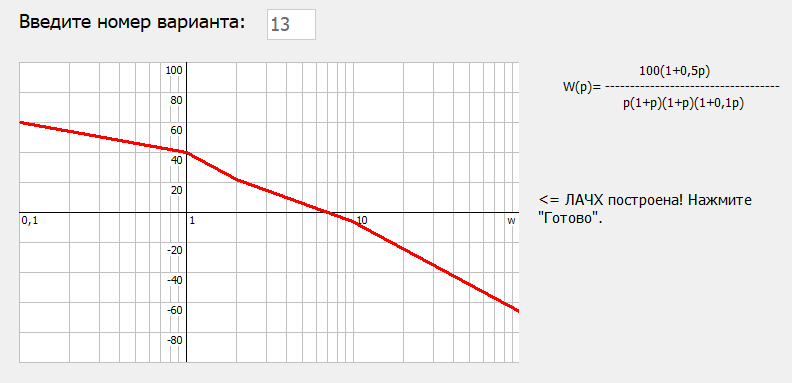 Введите номер варианта: 13
100
80
60
40
20
0,1 1 10 w
-20
-40
-60
-80
100(1+0,5p)
W(p)= -----------------------------------
p(1+p)(1+p)(1+0,1p)
<= ЛАЧХ построена! Нажмите
"Готово".